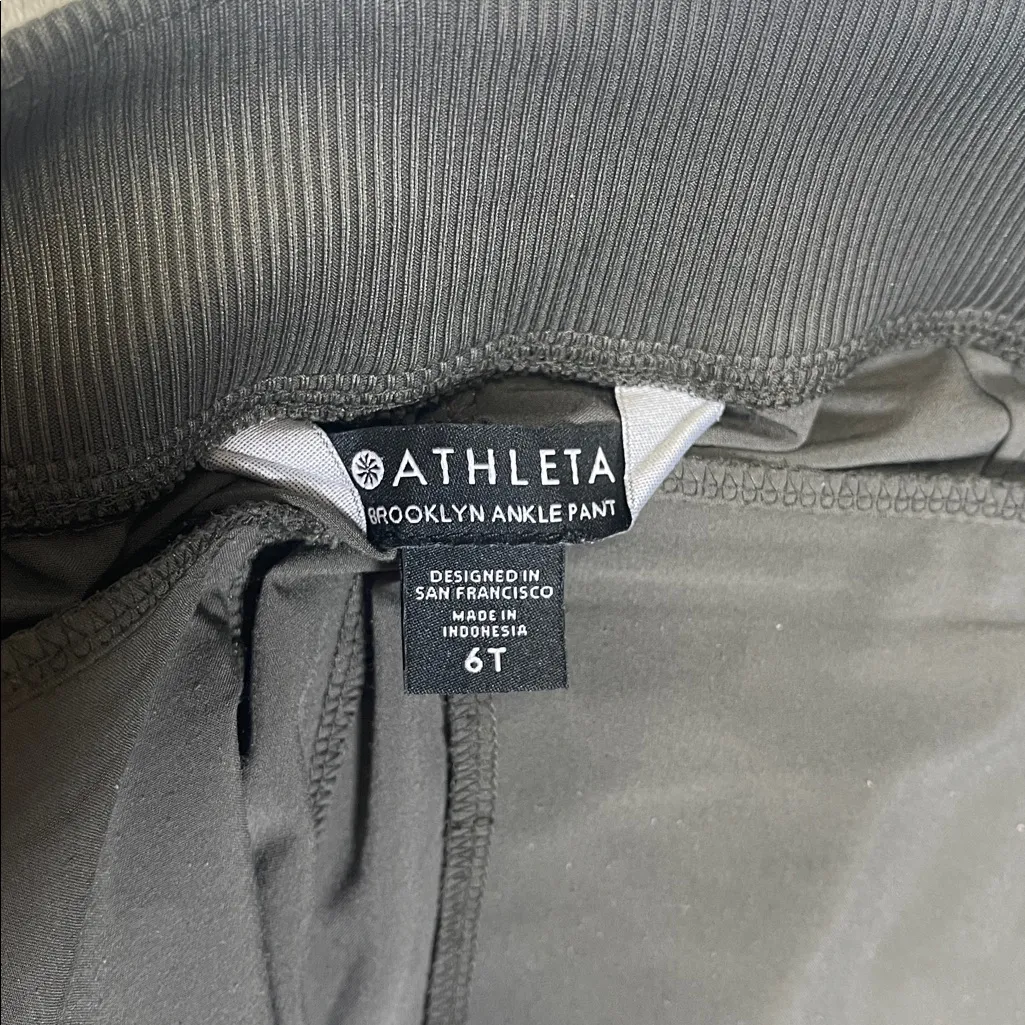 ATHLETA
BROOKLYN ANKLE PANT
DESIGNED IN
SAN FRANCISCO
MADE IN
INDONESIA
6T